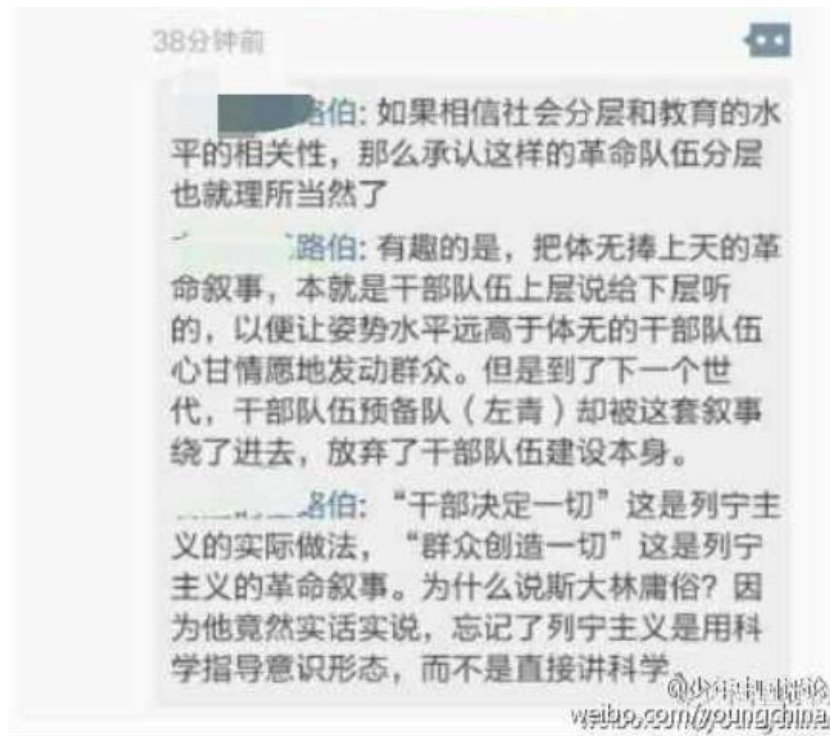 38分钟前
路伯: 如果相信社会分层和教育的水
平的相关性，那么承认这样的革命队伍分层
也就理所当然了
路伯: 有趣的是，把体无捧上天的革
命叙事，本就是干部队伍上层说给下层听
的，以便让姿势水平远高于体无的干部队伍
心甘情愿地发动群众。但是到了下一个世
代，干部队伍预备队（左青）却被这套叙事
绕了进去，放弃了干部队伍建设本身。
路伯: “干部决定一切”这是列宁主
义的实际做法，“群众创造一切”这是列宁
主义的革命叙事。为什么说斯大林庸俗？因
为他竟然实话实说，忘记了列宁主义是用科
学指导意识形态，而不是直接讲科学。
@少年中国评论
weibo.com/youngchina